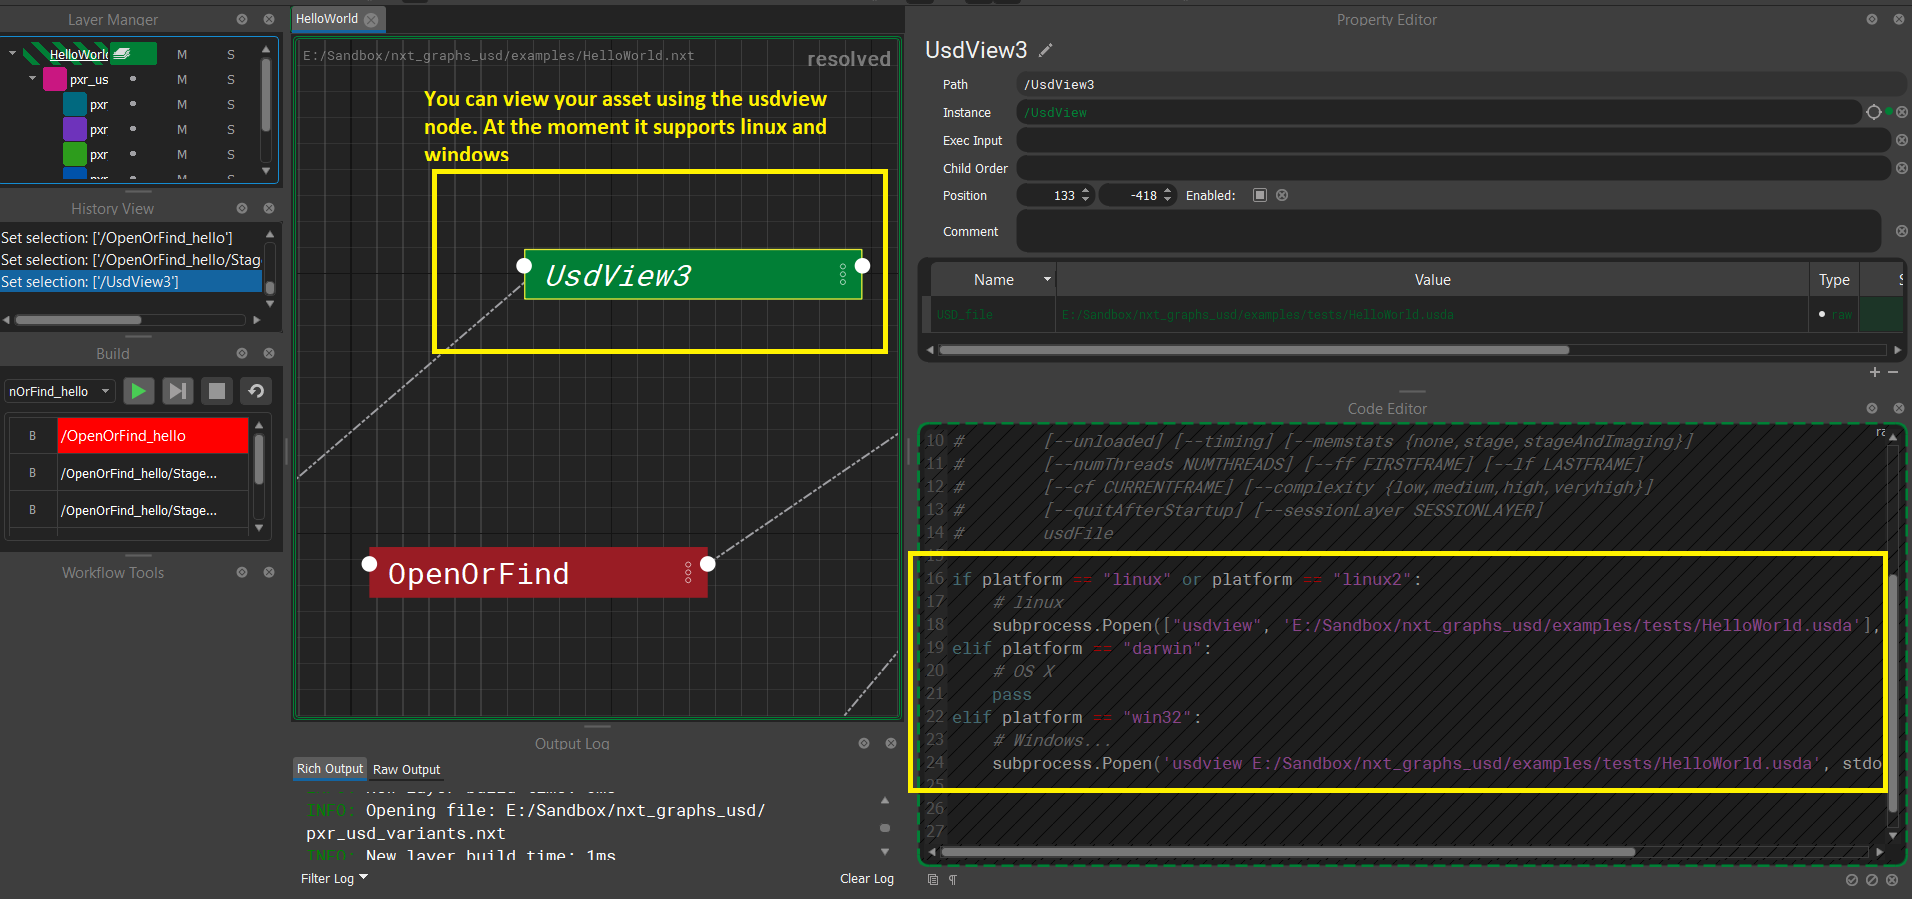 Layer Manger
HelloWorld
M
S
pxr_us
M
S
pxr
M
S
pxr
M
S
pxr
M
S
History View
Set selection: ['/OpenOrFind_hello']
Set selection: ['/OpenOrFind_hello/Stag
Set selection: ['/UsdView3']
Build
nOrFind_hello
B /OpenOrFind_hello
B /OpenOrFind_hello/Stage...
B /OpenOrFind_hello/Stage...
Workflow Tools
HelloWorld
E:/Sandbox/nxt_graphs_usd/examples/HelloWorld.nxt
resolved
You can view your asset using the usdview
node. At the moment it supports linux and
windows
UsdView3
OpenOrFind
Output Log
Rich Output Raw Output
INFO: Opening file: E:/Sandbox/nxt_graphs_usd/
pxr_usd_variants.nxt
INFO: New layer build time: 1ms
Filter Log
Clear Log
Property Editor
UsdView3
Path /UsdView3
Instance /UsdView
Exec Input
Child Order
Position 133 -418 Enabled:
Comment
Name Value Type S
USD_file E:/Sandbox/nxt_graphs_usd/examples/tests/HelloWorld.usda raw
Code Editor
ra
10 # [--unloaded] [--timing] [--memstats {none,stage,stageAndImaging}]
11 # [--numThreads NUMTHREADS] [--ff FIRSTFRAME] [--lf LASTFRAME]
12 # [--cf CURRENTFRAME] [--complexity {low,medium,high,veryhigh}]
13 # [--quitAfterStartup] [--sessionLayer SESSIONLAYER]
14 # usdFile
15
16 if platform == "linux" or platform == "linux2":
17 # linux
18 subprocess.Popen(["usdview", 'E:/Sandbox/nxt_graphs_usd/examples/tests/HelloWorld.usda'],
19 elif platform == "darwin":
20 # OS X
21 pass
22 elif platform == "win32":
23 # Windows...
24 subprocess.Popen('usdview E:/Sandbox/nxt_graphs_usd/examples/tests/HelloWorld.usda', stdo
25
26
27